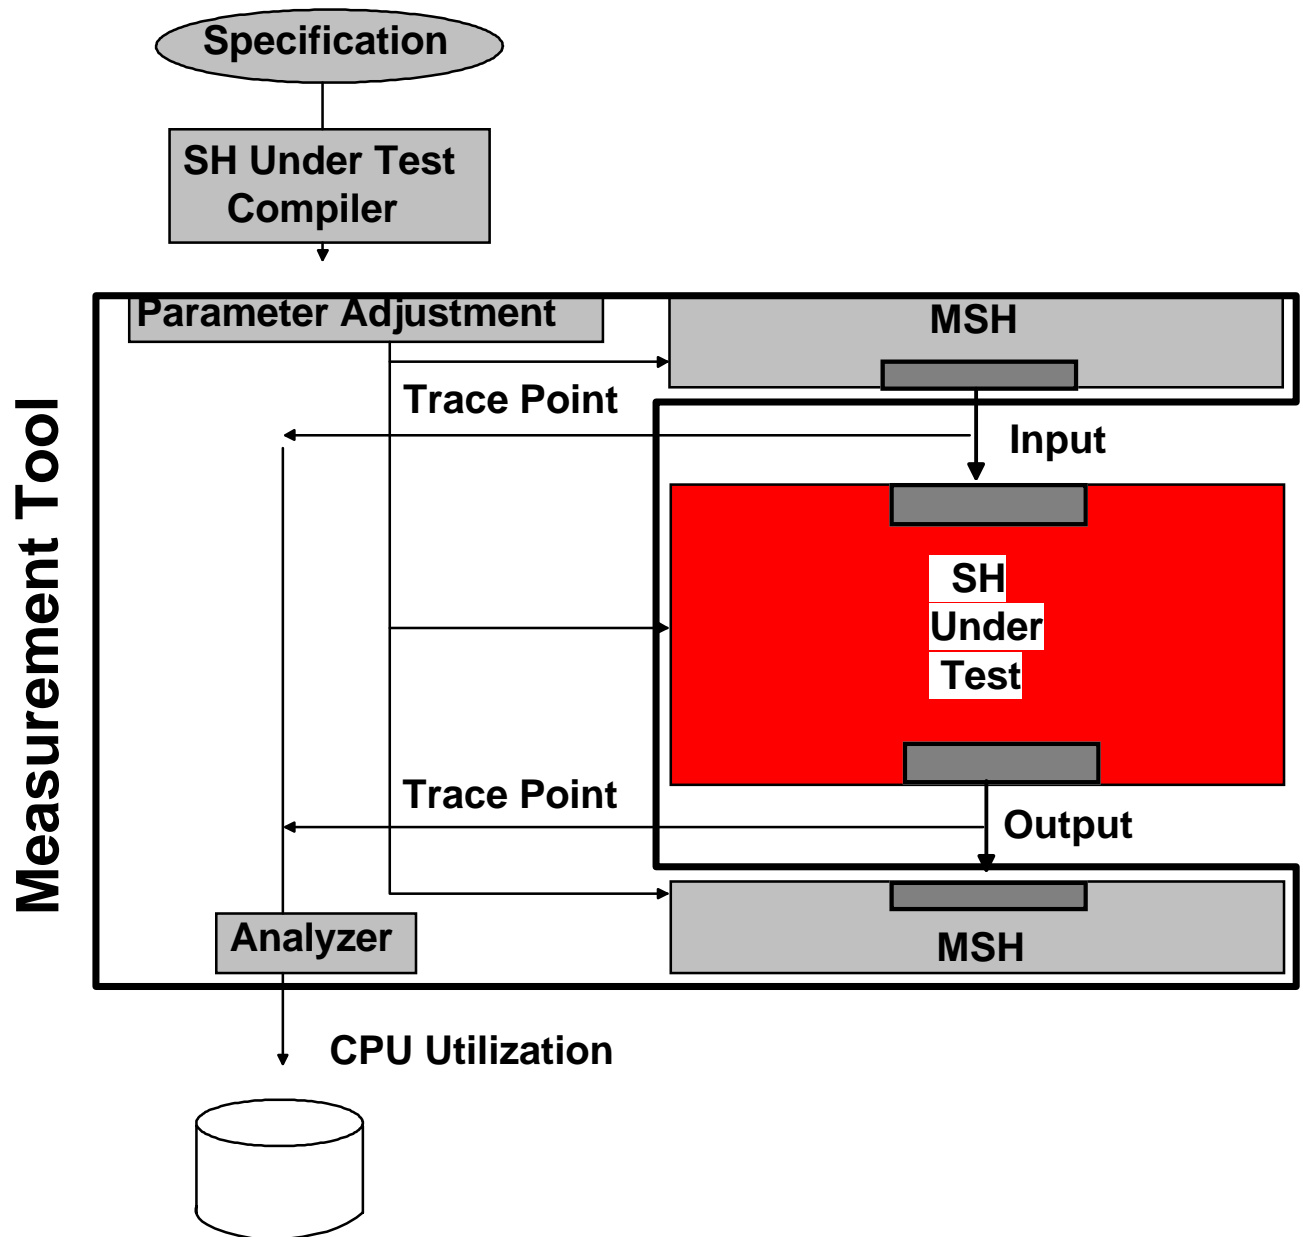 Specification
SH Under Test
Compiler
Parameter Adjustment
MSH
Trace Point
Input
Measurement Tool
SH
Under
Test
Trace Point
Output
Analyzer
MSH
CPU Utilization